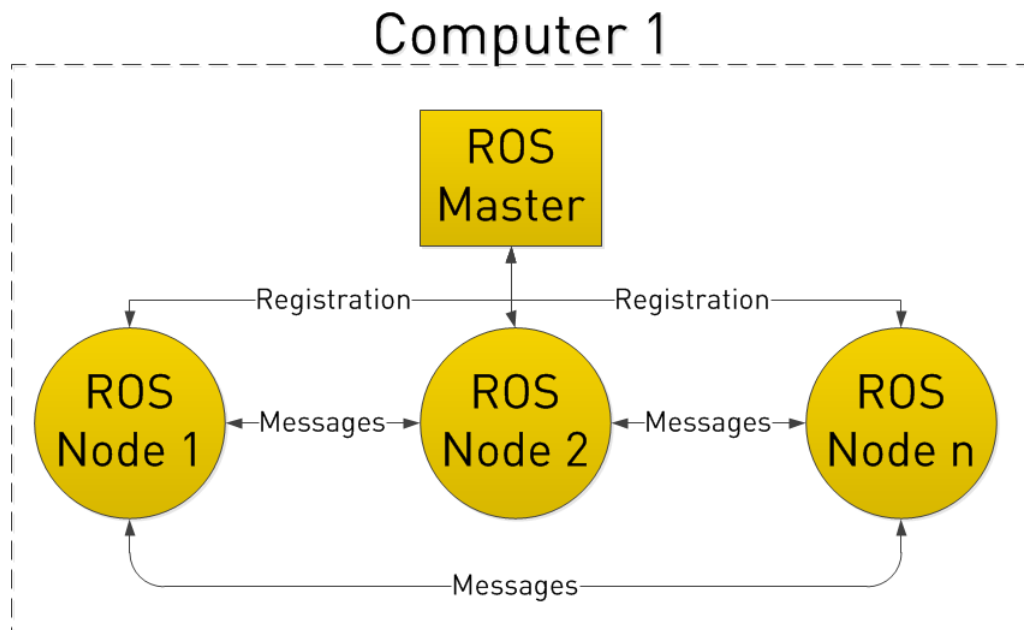 Computer 1
ROS
Master
Registration
Registration
ROS
Node 1
Messages
ROS
Node 2
Messages
ROS
Node n
Messages